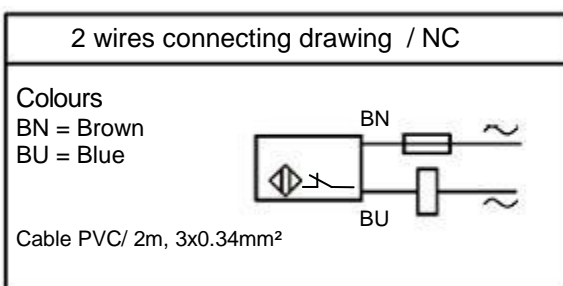 2 wires connecting drawing / NC
Colours
BN = Brown
BU = Blue
BN
BU
Cable PVC/ 2m, 3x0.34mm²